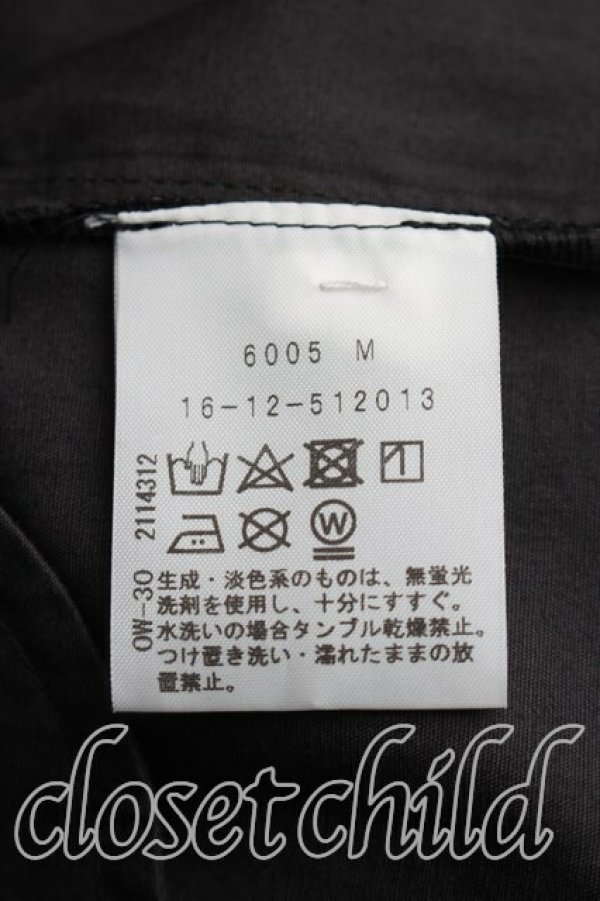 6005 M
16-12-512013
W
OW-30 2114312
生成・淡色系のものは、無蛍光
洗剤を使用し、十分にすすぐ。
水洗いの場合タンブル乾燥禁止。
つけ置き洗い・濡れたままの放
置禁止。
closet child